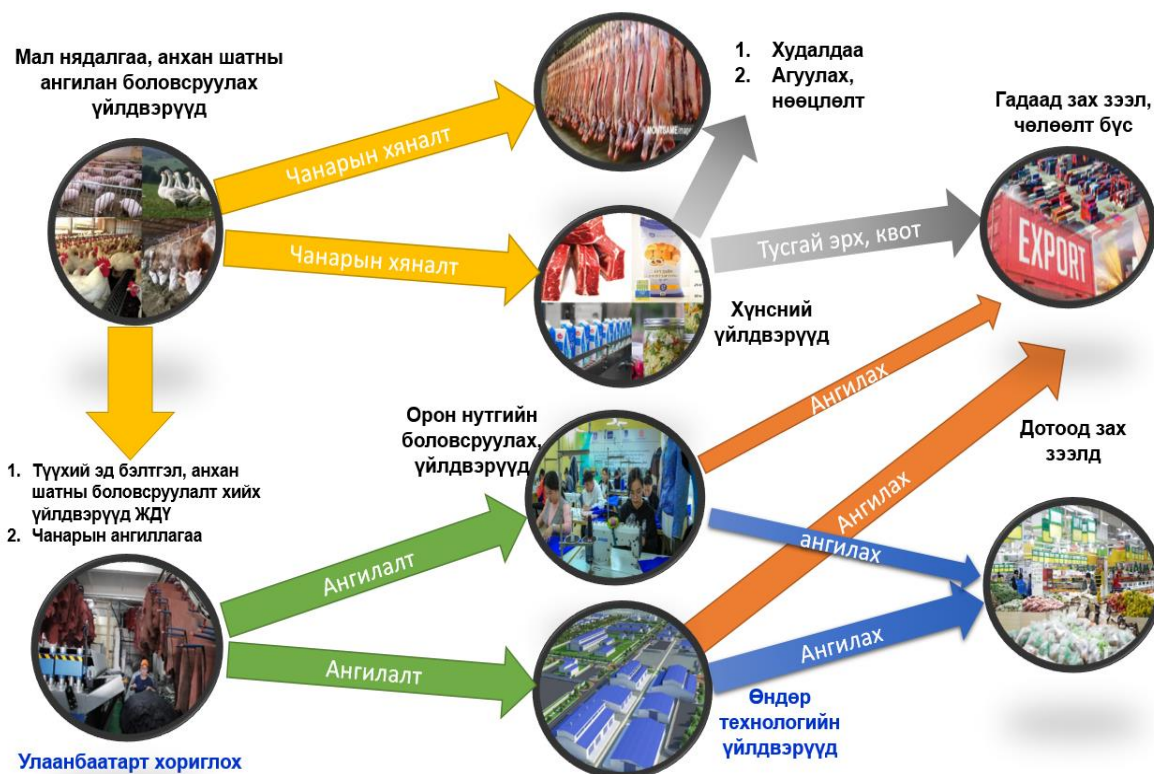 Мал нядалгаа, анхан шатны
ангилан боловсруулах
үйлдвэрүүд
Чанарын хяналт
Чанарын хяналт
MONTSAME
1. Худалдаа
2. Агуулах,
нөөцлөлт
Гадаад зах зээл,
чөлөөлт бүс
Тусгай эрх, квот
EXPORT
Хүнсний
үйлдвэрүүд
Орон нутгийн
боловсруулах,
үйлдвэрүүд
Ангилах
Ангилах
ангилах
Ангилах
Дотоод зах
зээлд
1. Түүхий эд бэлтгэл, анхан
шатны боловсруулалт хийх
үйлдвэрүүд ЖДҮ
2. Чанарын ангиллагаа
Ангилалт
Ангилалт
Өндөр
технологийн
үйлдвэрүүд
Улаанбаатарт хориглох